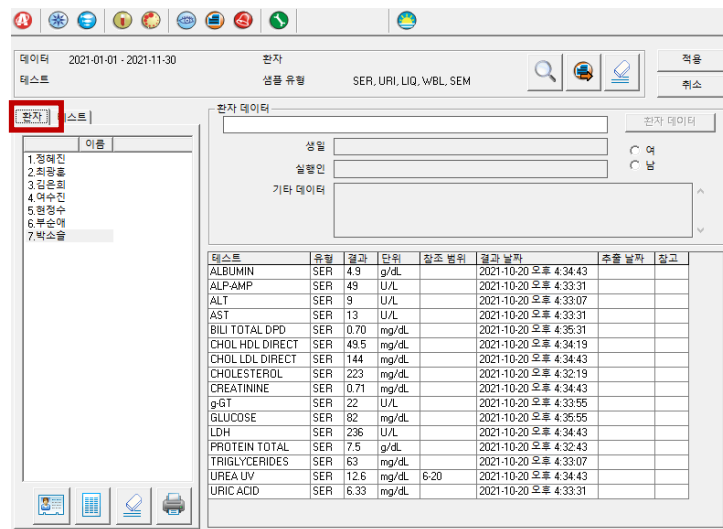 데이터 2021-01-01 - 2021-11-30 환자 적용
테스트 샘플 유형 SER, URI, LIQ, WBL, SEM 취소
환자 스트
환자 데이터
환자 데이터
생일 여
실행인 남
기타 데이터
이름
1.정혜진
2.최광홍
3.김은희
4.여수진
5.현정수
6.부순애
7.박소율
테스트 유형 결과 단위 참조 범위 결과 날짜 추출 날짜 참고
ALBUMIN SER 4.9 g/dL 2021-10-20 오후 4:34:43
ALP-AMP SER 49 U/L 2021-10-20 오후 4:33:31
ALT SER 9 U/L 2021-10-20 오후 4:33:07
AST SER 13 U/L 2021-10-20 오후 4:33:31
BILI TOTAL DPD SER 0.70 mg/dL 2021-10-20 오후 4:35:31
CHOL HDL DIRECT SER 49.5 mg/dL 2021-10-20 오후 4:34:19
CHOL LDL DIRECT SER 144 mg/dL 2021-10-20 오후 4:34:43
CHOLESTEROL SER 223 mg/dL 2021-10-20 오후 4:32:19
CREATININE SER 0.71 mg/dL 2021-10-20 오후 4:34:43
g-GT SER 22 U/L 2021-10-20 오후 4:33:55
GLUCOSE SER 82 mg/dL 2021-10-20 오후 4:35:55
LDH SER 236 U/L 2021-10-20 오후 4:34:43
PROTEIN TOTAL SER 7.5 g/dL 2021-10-20 오후 4:32:43
TRIGLYCERIDES SER 63 mg/dL 2021-10-20 오후 4:33:07
UREA UV SER 12.6 mg/dL 6-20 2021-10-20 오후 4:34:43
URIC ACID SER 6.33 mg/dL 2021-10-20 오후 4:33:31